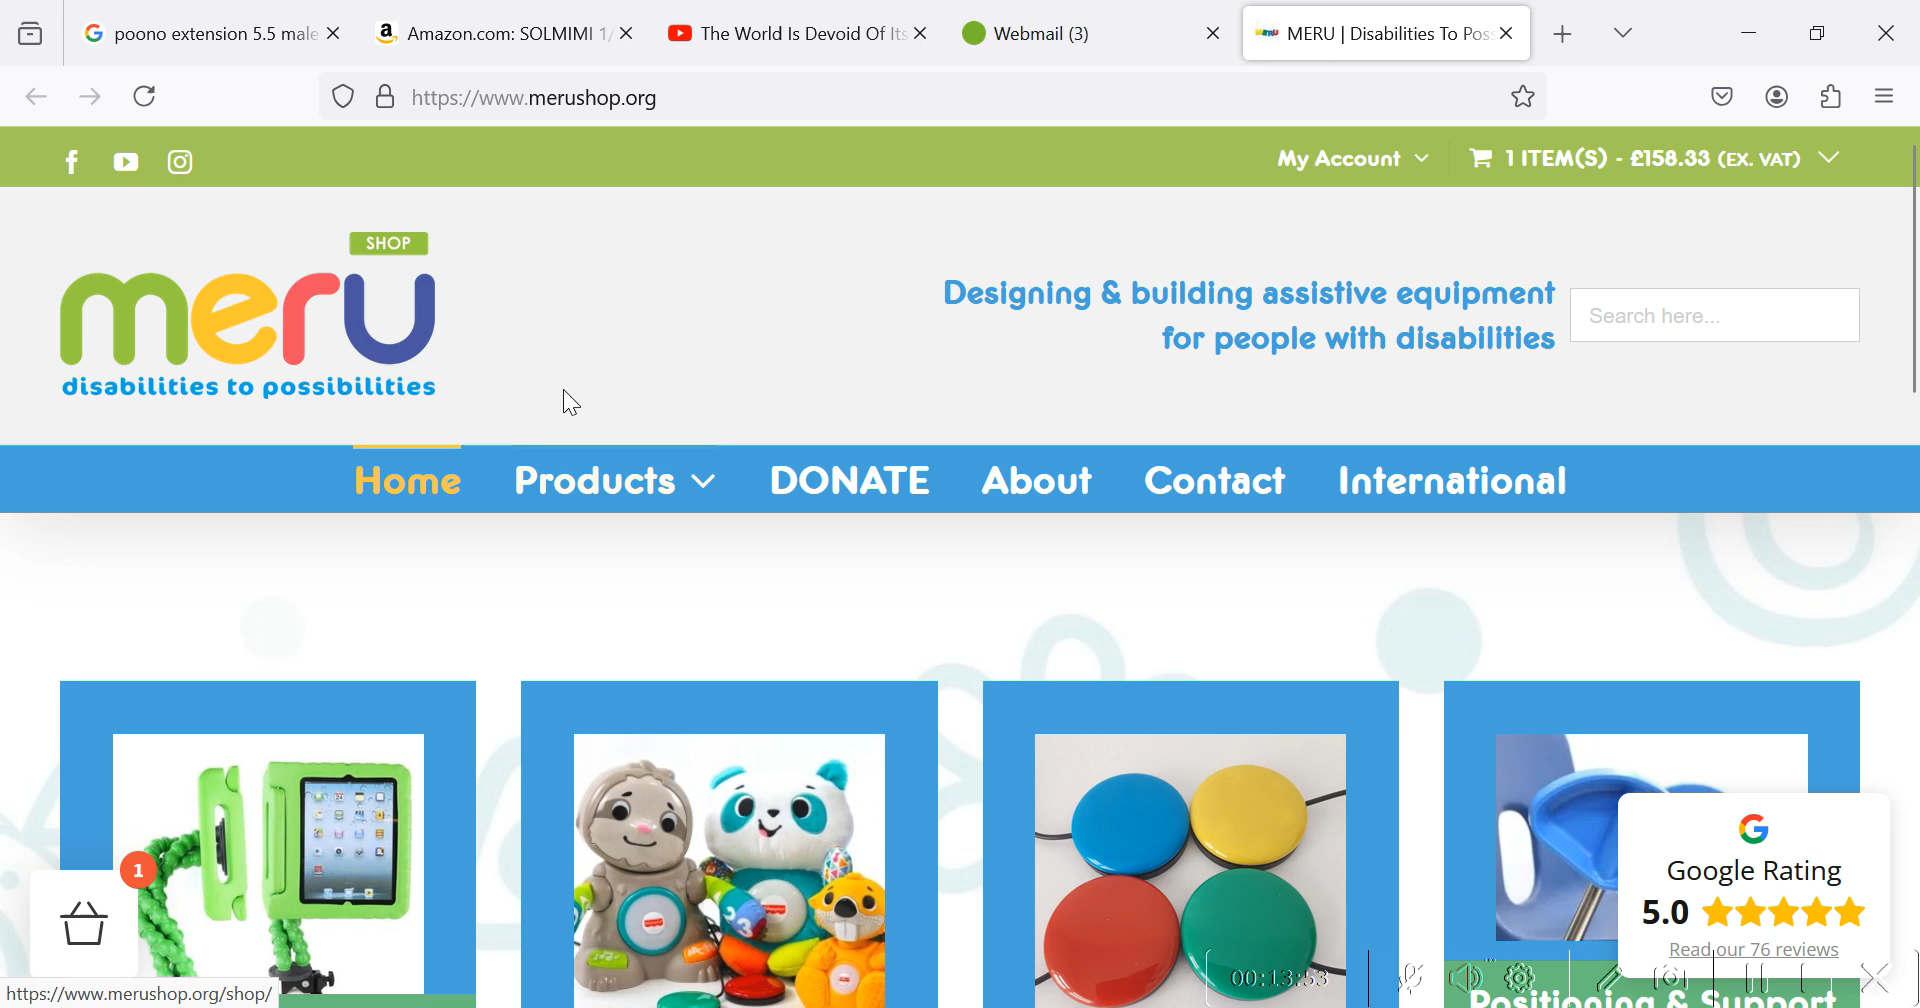 poono extension 5.5 male
Amazon.com: SOLMIMI 1/
The World Is Devoid Of Its
Webmail (3)
MERU | Disabilities To Pos
https://www.merushop.org
My Account
1 ITEM(S) - £158.33 (EX. VAT)
SHOP
meru
disabilities to possibilities
Designing & building assistive equipment
for people with disabilities
Search here...
Home
Products
DONATE
About
Contact
International
1
Google Rating
5.0
Read our 76 reviews
00:13:53
Positioning & Support
https://www.merushop.org/shop/